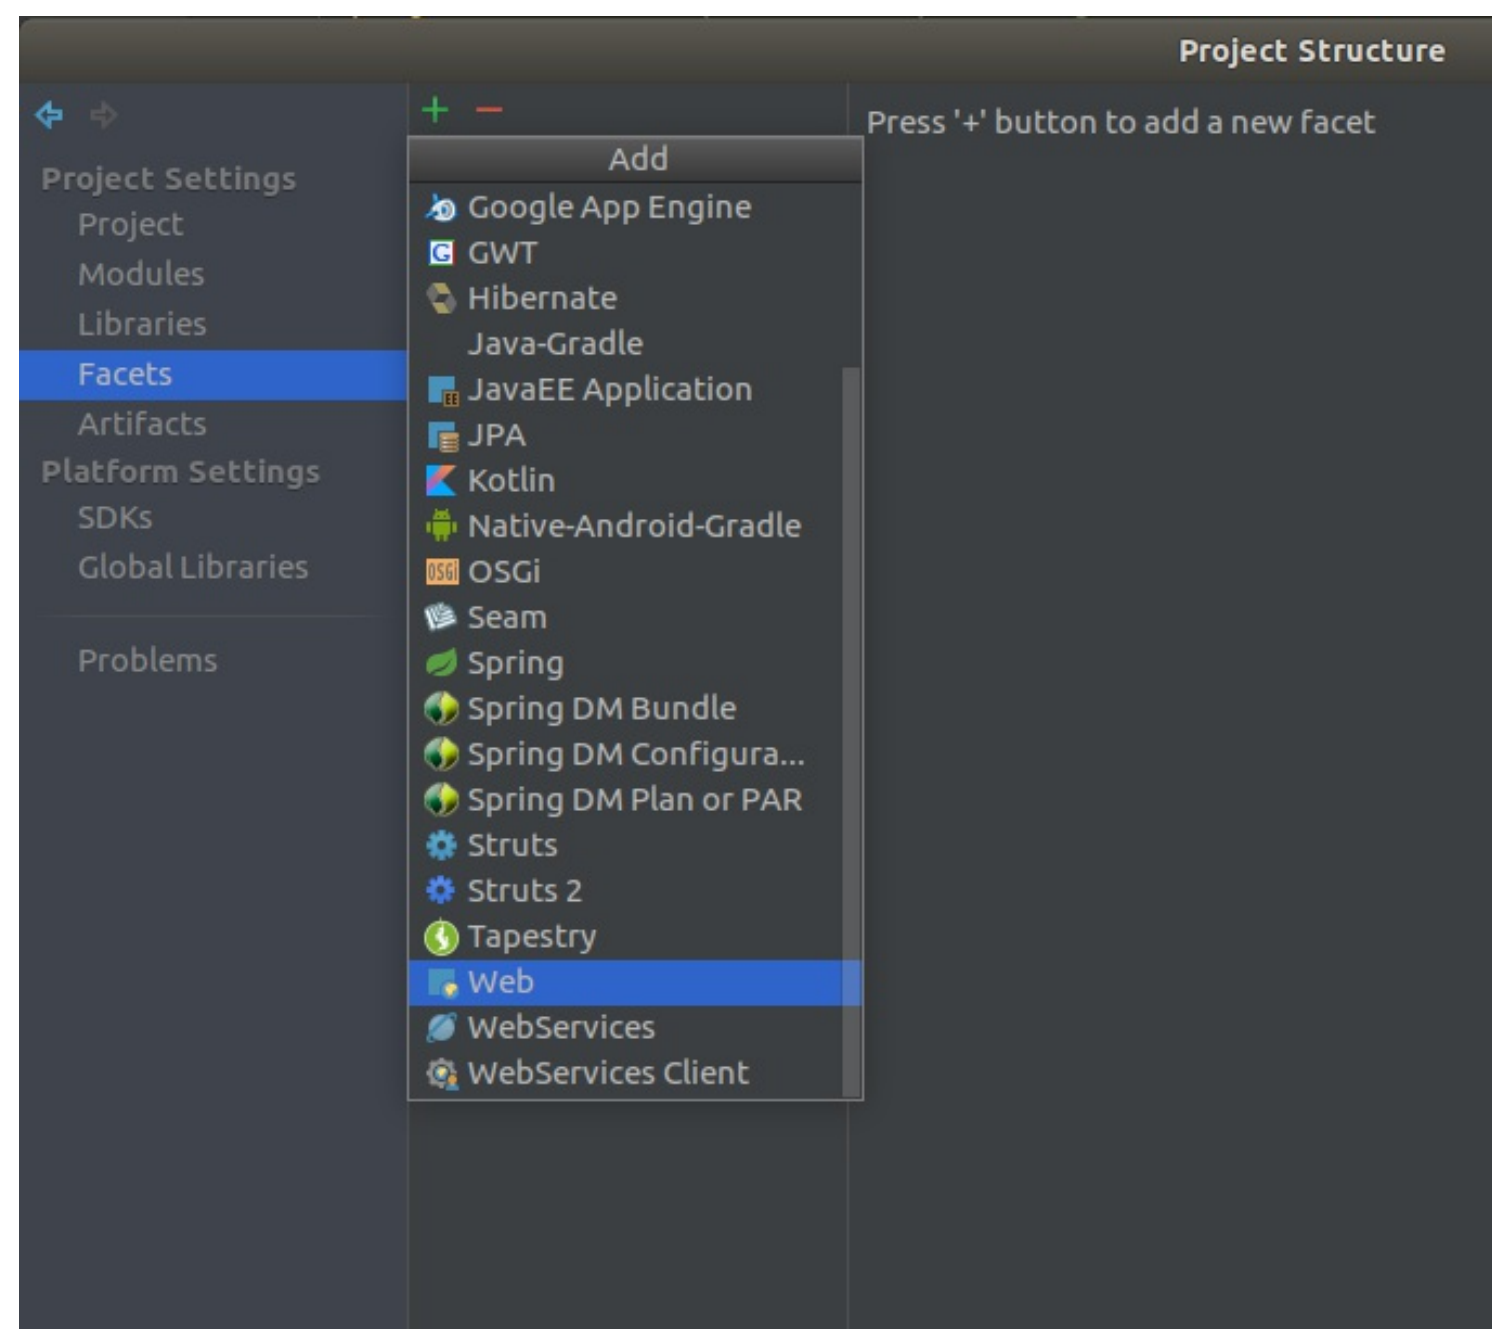 Project Structure
Press '+' button to add a new facet
Project Settings
Project
Modules
Libraries
Facets
Artifacts
Platform Settings
SDKs
Global Libraries
Problems
Add
Google App Engine
G GWT
Hibernate
Java-Gradle
EE JavaEE Application
JPA
Kotlin
Native-Android-Gradle
OSGi OSGi
Seam
Spring
Spring DM Bundle
Spring DM Configura...
Spring DM Plan or PAR
Struts
Struts 2
Tapestry
Web
WebServices
WebServices Client